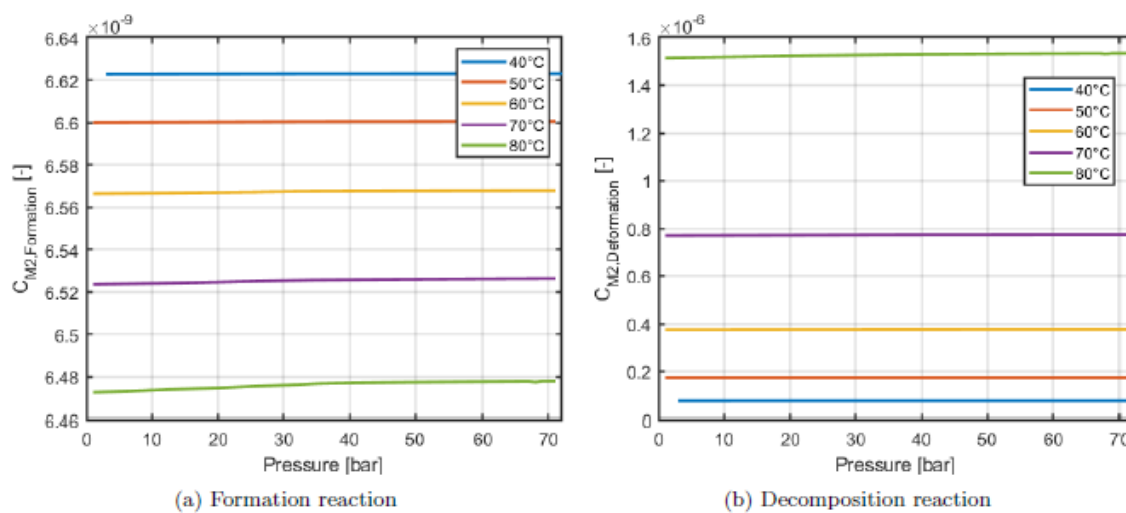 ×10⁻⁹
6.64
6.62
6.6
6.58
6.56
6.54
6.52
6.5
6.48
6.46
0 10 20 30 40 50 60 70
C_M2,Formation [-]
Pressure [bar]
40°C
50°C
60°C
70°C
80°C
(a) Formation reaction
×10⁻⁶
1.6
1.4
1.2
1
0.8
0.6
0.4
0.2
0
0 10 20 30 40 50 60 70
C_M2,Deformation [-]
Pressure [bar]
40°C
50°C
60°C
70°C
80°C
(b) Decomposition reaction